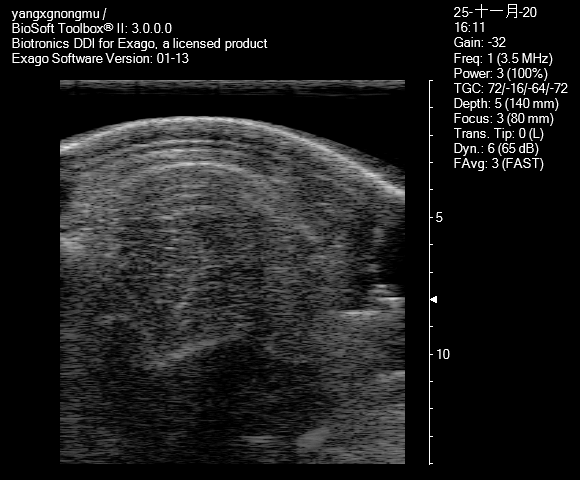 yangxgnongmu /
BioSoft Toolbox® II: 3.0.0.0
Biotronics DDI for Exago, a licensed product
Exago Software Version: 01-13
25-十一月-20
16:11
Gain: -32
Freq: 1 (3.5 MHz)
Power: 3 (100%)
TGC: 72/-16/-64/-72
Depth: 5 (140 mm)
Focus: 3 (80 mm)
Trans. Tip: 0 (L)
Dyn.: 6 (65 dB)
FAvg: 3 (FAST)
5
10